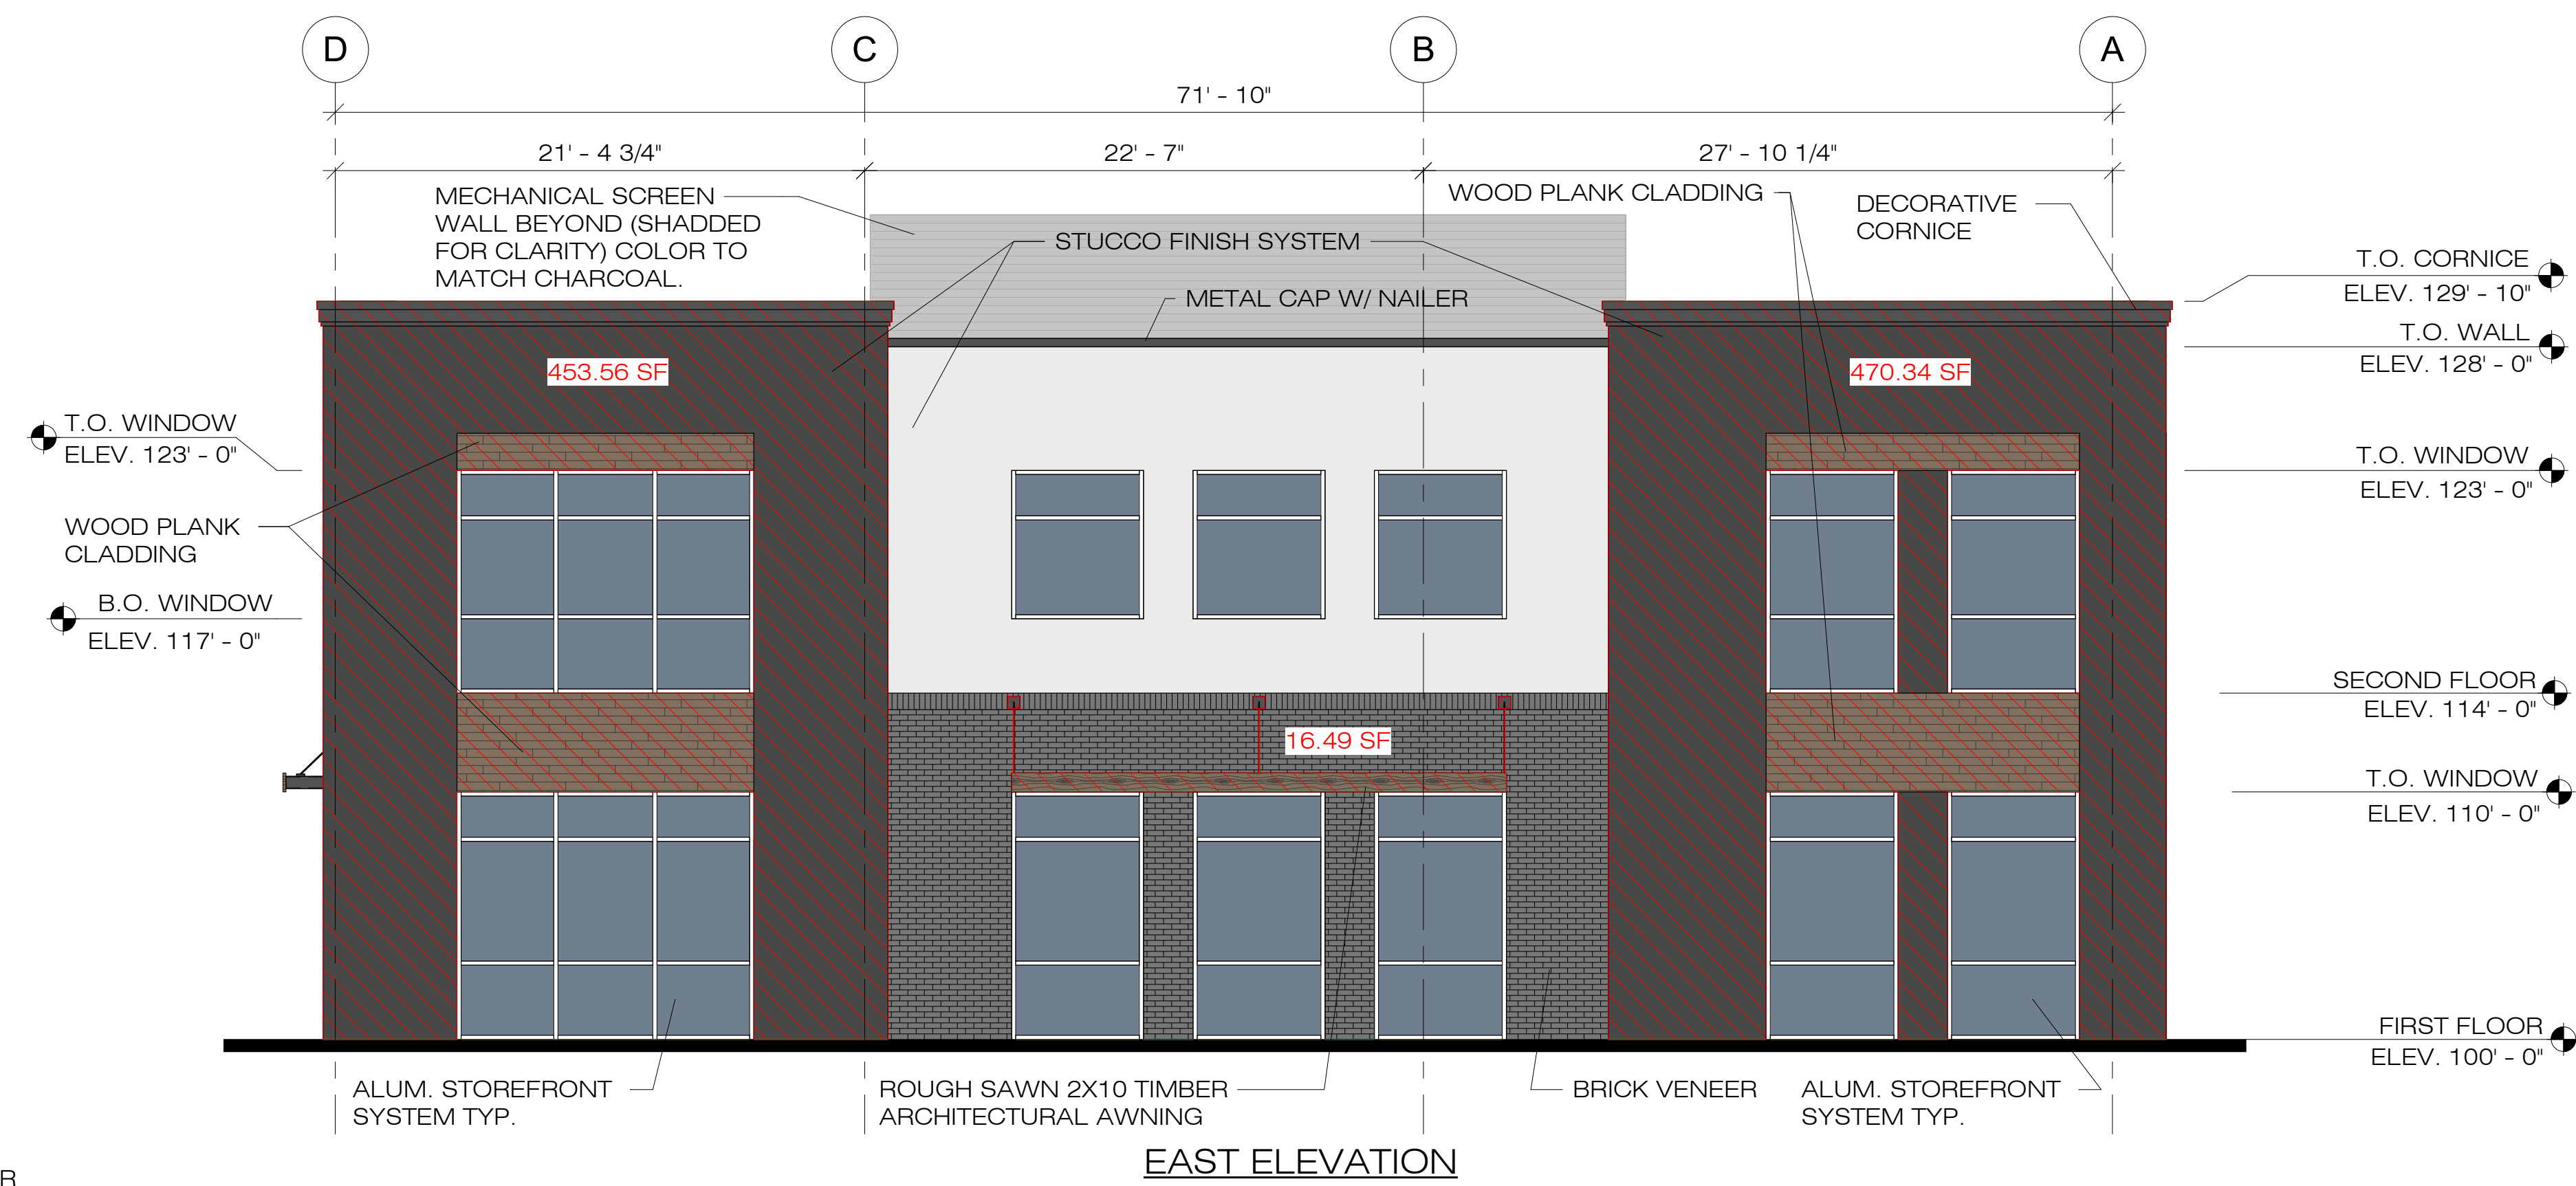 D
C
B
A
71' - 10"
21' - 4 3/4"
22' - 7"
27' - 10 1/4"
MECHANICAL SCREEN
WALL BEYOND (SHADDED
FOR CLARITY) COLOR TO
MATCH CHARCOAL.
STUCCO FINISH SYSTEM
METAL CAP W/ NAILER
WOOD PLANK CLADDING
DECORATIVE
CORNICE
T.O. CORNICE
ELEV. 129' - 10"
T.O. WALL
ELEV. 128' - 0"
453.56 SF
470.34 SF
T.O. WINDOW
ELEV. 123' - 0"
T.O. WINDOW
ELEV. 123' - 0"
WOOD PLANK
CLADDING
B.O. WINDOW
ELEV. 117' - 0"
SECOND FLOOR
ELEV. 114' - 0"
16.49 SF
T.O. WINDOW
ELEV. 110' - 0"
FIRST FLOOR
ELEV. 100' - 0"
ALUM. STOREFRONT
SYSTEM TYP.
ROUGH SAWN 2X10 TIMBER
ARCHITECTURAL AWNING
BRICK VENEER
ALUM. STOREFRONT
SYSTEM TYP.
EAST ELEVATION
R